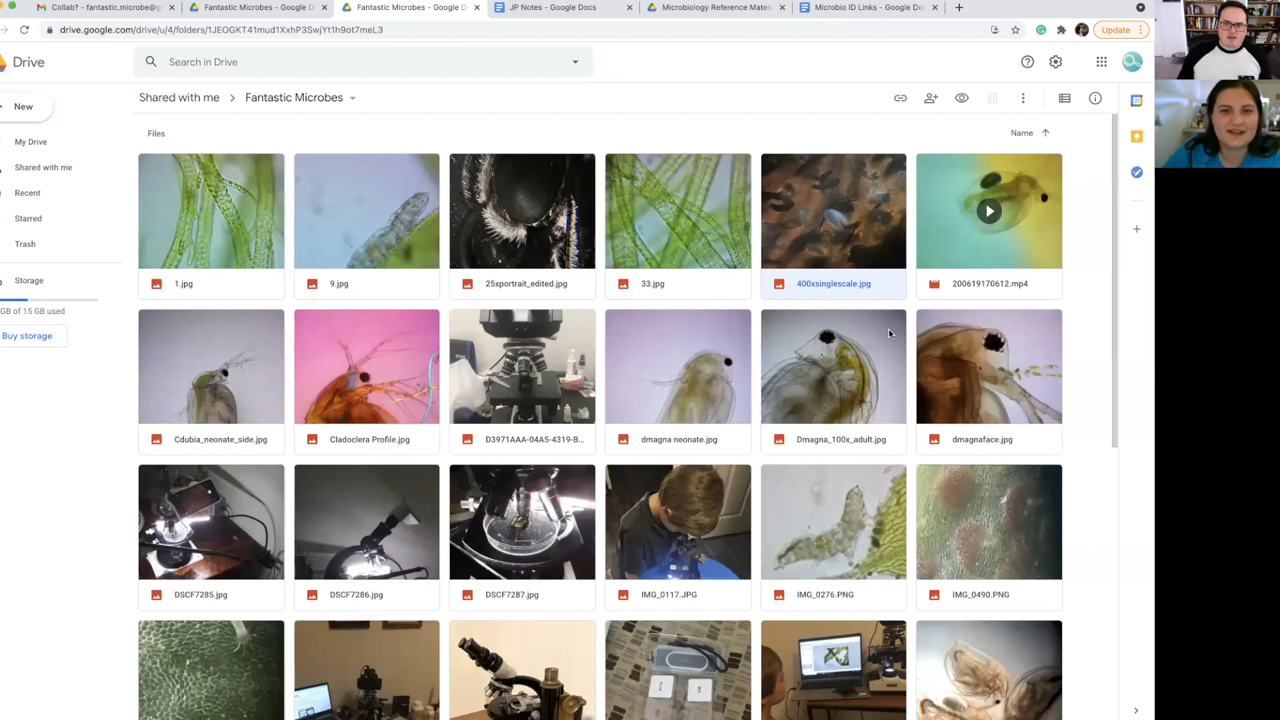 Collab? - fantastic.microbe@g
Fantastic Microbes - Google D
Fantastic Microbes - Google D
JP Notes - Google Docs
Microbiology Reference Mater
Microbio ID Links - Google Doc
drive.google.com/drive/u/4/folders/1JEOGKT41mud1XxhP3SwjYt1h9ot7meL3
Update
Drive
Search in Drive
New
Shared with me
Fantastic Microbes
Files
Name
My Drive
Shared with me
Recent
Starred
Trash
Storage
GB of 15 GB used
Buy storage
1.jpg
9.jpg
25xportrait_edited.jpg
33.jpg
400xsinglescale.jpg
200619170612.mp4
Cdubia_neonate_side.jpg
Cladoclera Profile.jpg
D3971AAA-04A5-4319-B...
dmagna neonate.jpg
Dmagna_100x_adult.jpg
dmagnaface.jpg
DSCF7285.jpg
DSCF7286.jpg
DSCF7287.jpg
IMG_0117.JPG
IMG_0276.PNG
IMG_0490.PNG